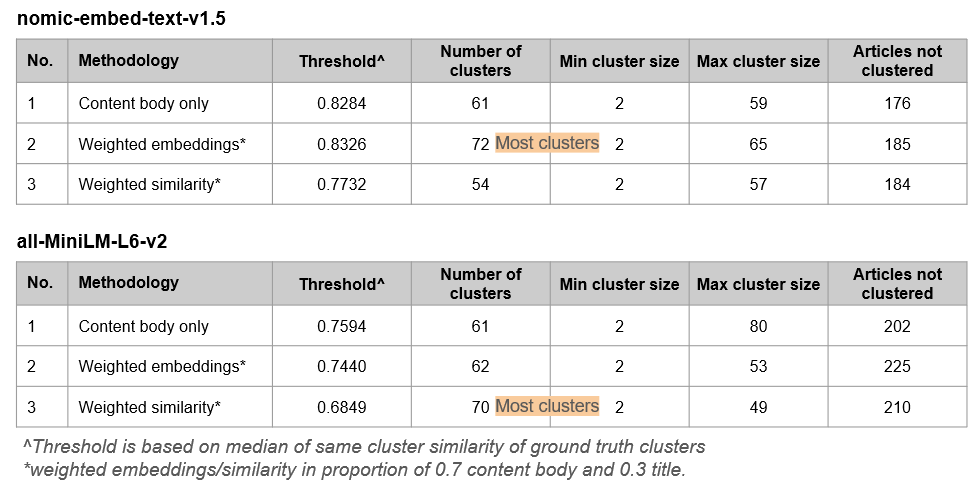 nomic-embed-text-v1.5
No. Methodology Threshold^ Number of clusters Min cluster size Max cluster size Articles not clustered
1 Content body only 0.8284 61 2 59 176
2 Weighted embeddings* 0.8326 72 Most clusters 2 65 185
3 Weighted similarity* 0.7732 54 2 57 184
all-MiniLM-L6-v2
No. Methodology Threshold^ Number of clusters Min cluster size Max cluster size Articles not clustered
1 Content body only 0.7594 61 2 80 202
2 Weighted embeddings* 0.7440 62 2 53 225
3 Weighted similarity* 0.6849 70 Most clusters 2 49 210
^Threshold is based on median of same cluster similarity of ground truth clusters
*weighted embeddings/similarity in proportion of 0.7 content body and 0.3 title.